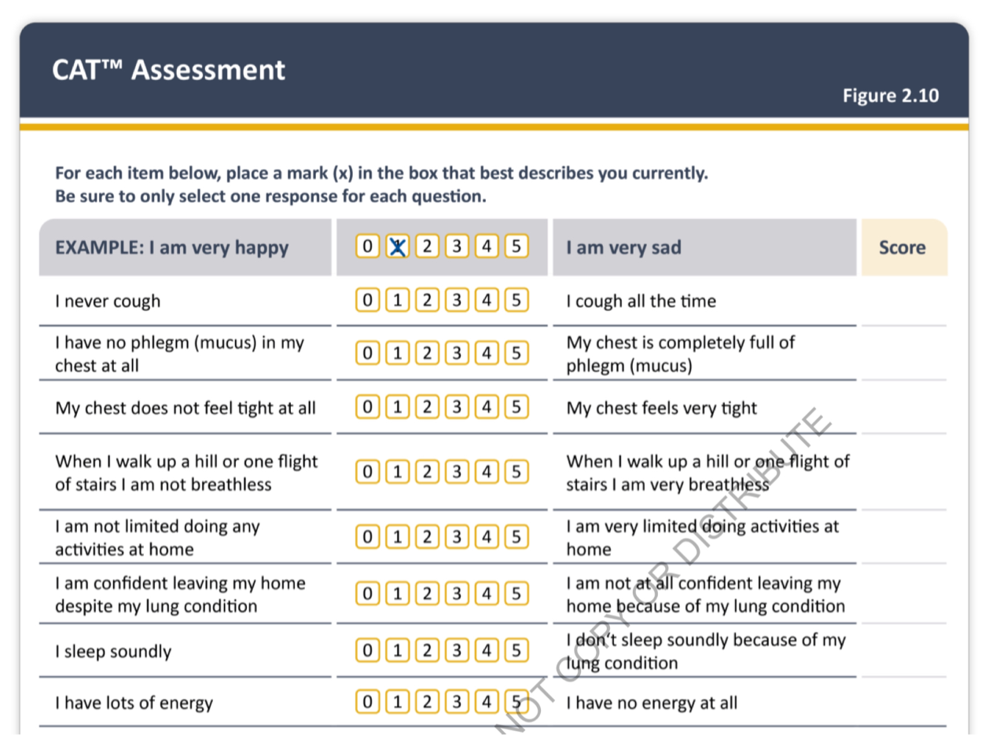 CAT™ Assessment
Figure 2.10
For each item below, place a mark (x) in the box that best describes you currently.
Be sure to only select one response for each question.
EXAMPLE: I am very happy 0 1 2 3 4 5 I am very sad Score
I never cough 0 1 2 3 4 5 I cough all the time
I have no phlegm (mucus) in my
chest at all
0 1 2 3 4 5
My chest is completely full of
phlegm (mucus)
My chest does not feel tight at all 0 1 2 3 4 5 My chest feels very tight
When I walk up a hill or one flight
of stairs I am not breathless
0 1 2 3 4 5
When I walk up a hill or one flight of
stairs I am very breathless
I am not limited doing any
activities at home
0 1 2 3 4 5
I am very limited doing activities at
home
I am confident leaving my home
despite my lung condition
0 1 2 3 4 5
I am not at all confident leaving my
home because of my lung condition
I sleep soundly 0 1 2 3 4 5
I don't sleep soundly because of my
lung condition
I have lots of energy 0 1 2 3 4 5 I have no energy at all
NOT COPY OR DISTRIBUTE